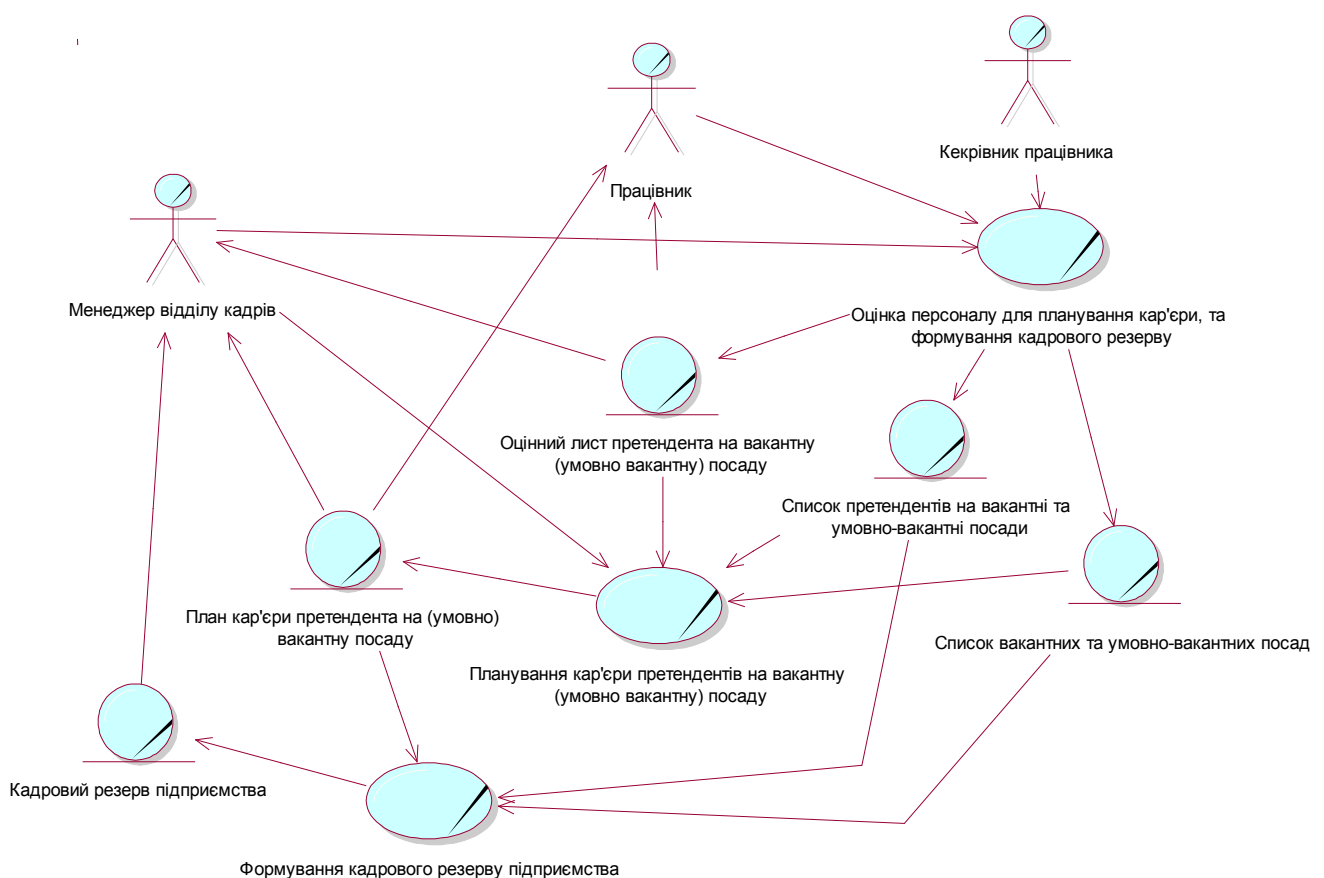 Кекрівник працівника
Працівник
Менеджер відділу кадрів
Оцінка персоналу для планування кар'єри, та
формування кадрового резерву
Оцінний лист претендента на вакантну
(умовно вакантну) посаду
Список претендентів на вакантні та
умовно-вакантні посади
План кар'єри претендента на (умовно)
вакантну посаду
Список вакантних та умовно-вакантних посад
Планування кар'єри претендентів на вакантну
(умовно вакантну) посаду
Кадровий резерв підприємства
Формування кадрового резерву підприємства